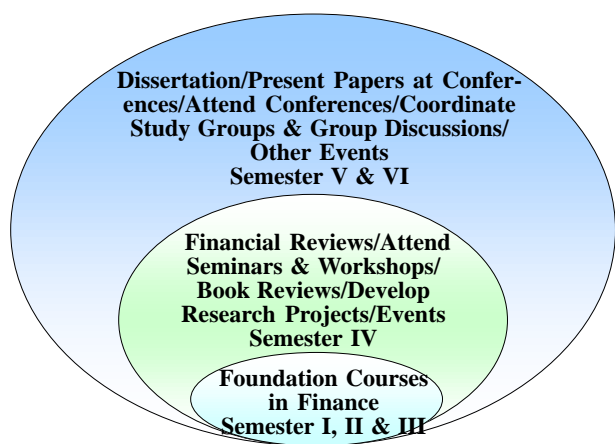 Dissertation/Present Papers at Confer-
ences/Attend Conferences/Coordinate
Study Groups & Group Discussions/
Other Events
Semester V & VI
Financial Reviews/Attend
Seminars & Workshops/
Book Reviews/Develop
Research Projects/Events
Semester IV
Foundation Courses
in Finance
Semester I, II & III